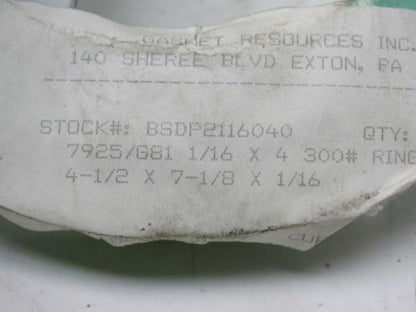 GASKET RESOURCES INC.
140 SHEREE BLVD EXTON, PA
STOCK#: BSDP2116040 QTY:
7925/G81 1/16 X 4 300# RING
4-1/2 X 7-1/8 X 1/16